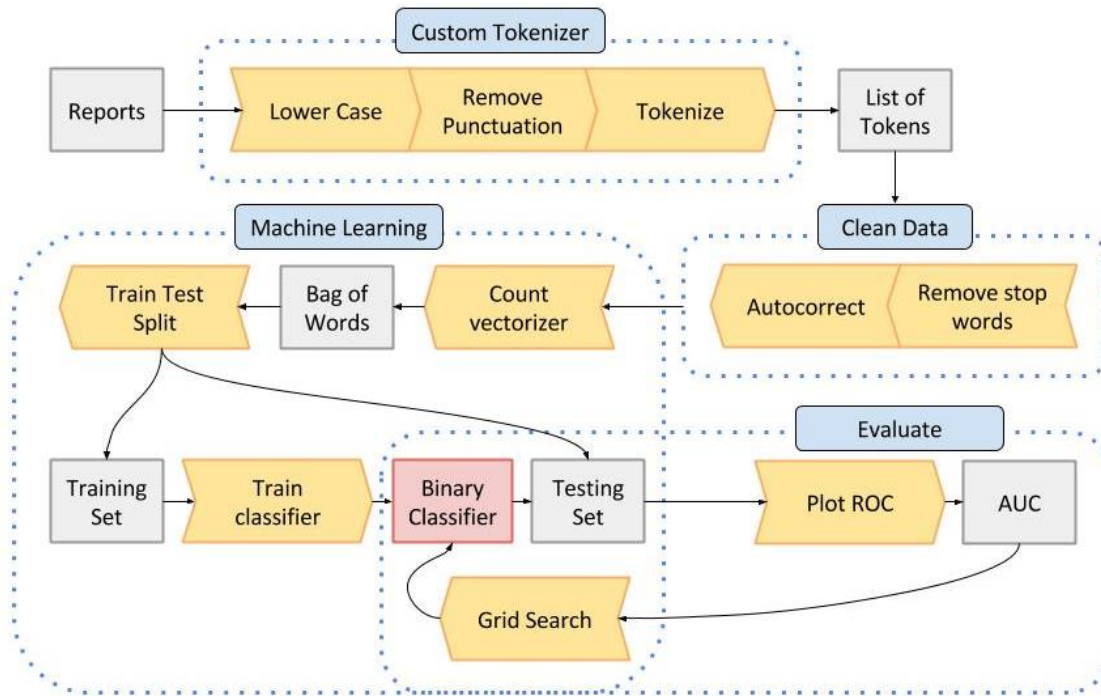 Custom Tokenizer
Reports
Lower Case
Remove
Punctuation
Tokenize
List of
Tokens
Machine Learning
Clean Data
Train Test
Split
Bag of
Words
Count
vectorizer
Autocorrect
Remove stop
words
Evaluate
Training
Set
Train
classifier
Binary
Classifier
Testing
Set
Plot ROC
AUC
Grid Search